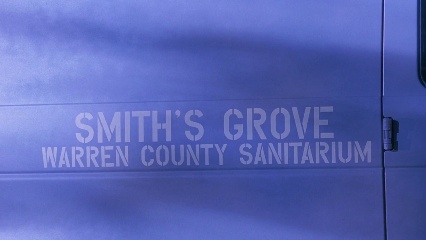 SMITH'S GROVE
WARREN COUNTY SANITARIUM